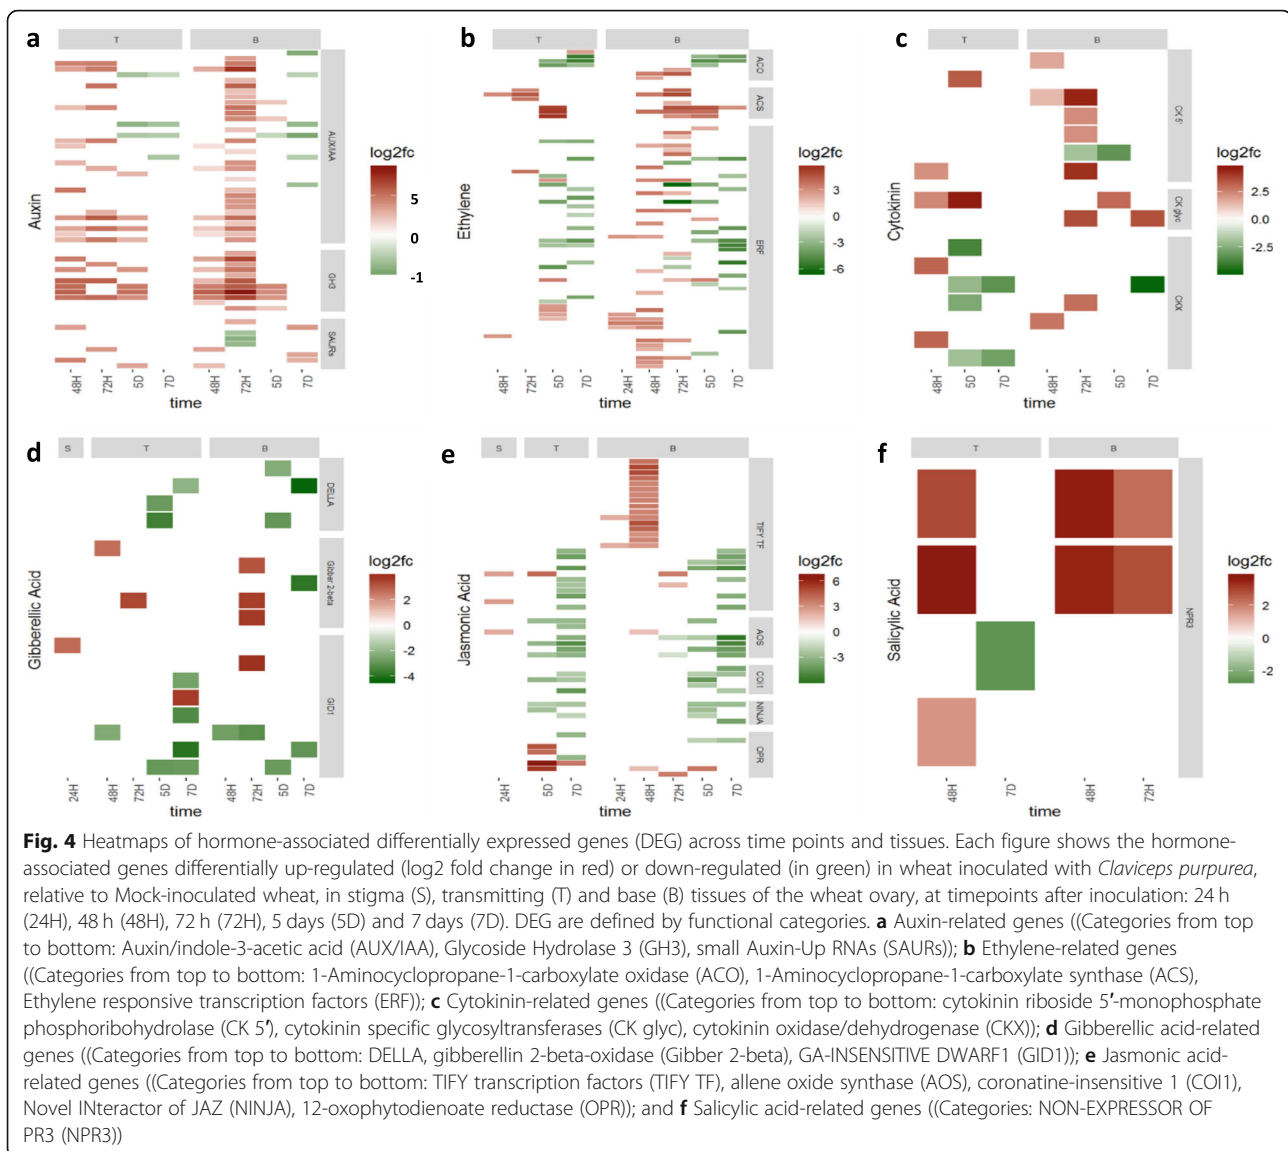 a
T
B
AUX/IAA
GH3
SAURs
Auxin
48H
72H
5D
7D
48H
72H
5D
7D
time
log2fc
5
0
-1
b
T
B
ACO
ACS
ERF
Ethylene
48H
72H
5D
7D
24H
48H
72H
5D
7D
time
log2fc
3
0
-3
-6
c
T
B
CK 5'
CK glyc
CKX
Cytokinin
48H
5D
7D
48H
72H
5D
7D
time
log2fc
2.5
0.0
-2.5
d
S
T
B
DELLA
Gibber 2-beta
GID1
Gibberellic Acid
24H
48H
72H
5D
7D
48H
72H
5D
7D
time
log2fc
2
0
-2
-4
e
S
T
B
TIFY TF
AOS
COI1
NINJA
OPR
Jasmonic Acid
24H
5D
7D
24H
48H
72H
5D
7D
time
log2fc
6
3
0
-3
f
T
B
NPR3
Salicylic Acid
48H
7D
48H
72H
time
log2fc
2
0
-2
Fig. 4 Heatmaps of hormone-associated differentially expressed genes (DEG) across time points and tissues. Each figure shows the hormone-
associated genes differentially up-regulated (log2 fold change in red) or down-regulated (in green) in wheat inoculated with Claviceps purpurea,
relative to Mock-inoculated wheat, in stigma (S), transmitting (T) and base (B) tissues of the wheat ovary, at timepoints after inoculation: 24 h
(24H), 48 h (48H), 72 h (72H), 5 days (5D) and 7 days (7D). DEG are defined by functional categories. a Auxin-related genes ((Categories from top
to bottom: Auxin/indole-3-acetic acid (AUX/IAA), Glycoside Hydrolase 3 (GH3), small Auxin-Up RNAs (SAURs)); b Ethylene-related genes
((Categories from top to bottom: 1-Aminocyclopropane-1-carboxylate oxidase (ACO), 1-Aminocyclopropane-1-carboxylate synthase (ACS),
Ethylene responsive transcription factors (ERF)); c Cytokinin-related genes ((Categories from top to bottom: cytokinin riboside 5′-monophosphate
phosphoribohydrolase (CK 5′), cytokinin specific glycosyltransferases (CK glyc), cytokinin oxidase/dehydrogenase (CKX)); d Gibberellic acid-related
genes ((Categories from top to bottom: DELLA, gibberellin 2-beta-oxidase (Gibber 2-beta), GA-INSENSITIVE DWARF1 (GID1)); e Jasmonic acid-
related genes ((Categories from top to bottom: TIFY transcription factors (TIFY TF), allene oxide synthase (AOS), coronatine-insensitive 1 (COI1),
Novel INteractor of JAZ (NINJA), 12-oxophytodienoate reductase (OPR)); and f Salicylic acid-related genes ((Categories: NON-EXPRESSOR OF
PR3 (NPR3))